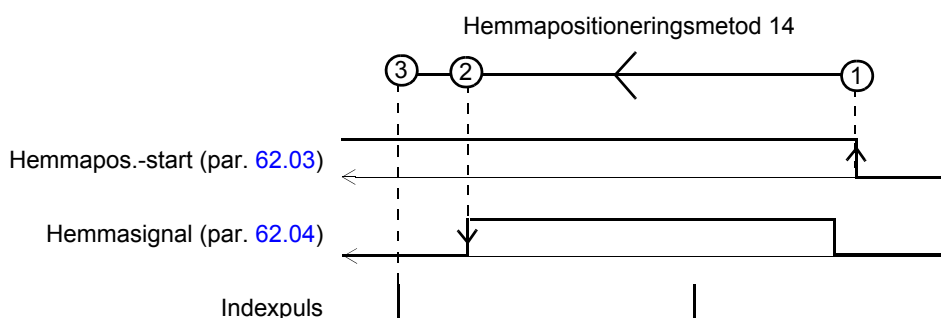 Hemmapositioneringsmetod 14
3 2 1
Hemmapos.-start (par. 62.03)
Hemmasignal (par. 62.04)
Indexpuls